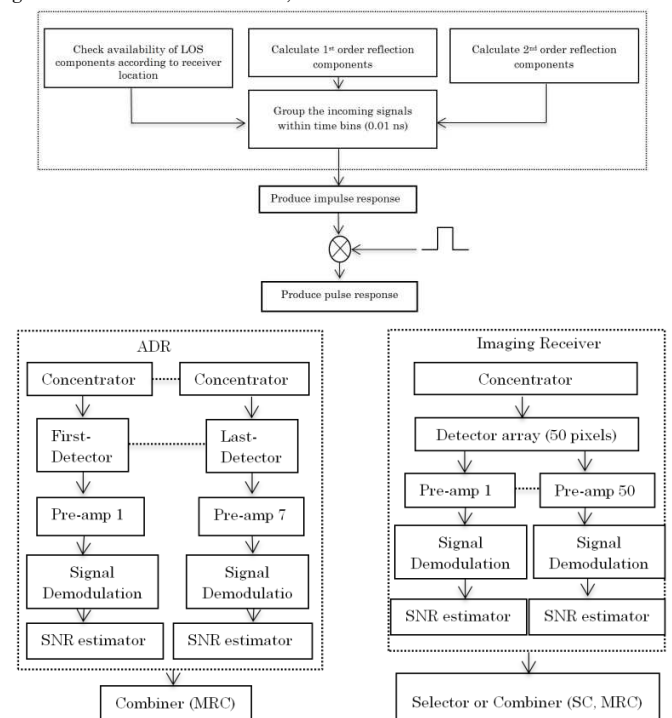 Check availability of LOS
components according to receiver
location
Calculate 1st order reflection
components
Calculate 2nd order reflection
components
Group the incoming signals
within time bins (0.01 ns)
Produce impulse response
Produce pulse response
ADR
Concentrator
Concentrator
First-
Detector
Last-
Detector
Pre-amp 1
Pre-amp 7
Signal
Demodulation
Signal
Demodulatio
SNR estimator
SNR estimator
Combiner (MRC)
Imaging Receiver
Concentrator
Detector array (50 pixels)
Pre-amp 1
Pre-amp 50
Signal
Demodulation
Signal
Demodulation
SNR estimator
SNR estimator
Selector or Combiner (SC, MRC)